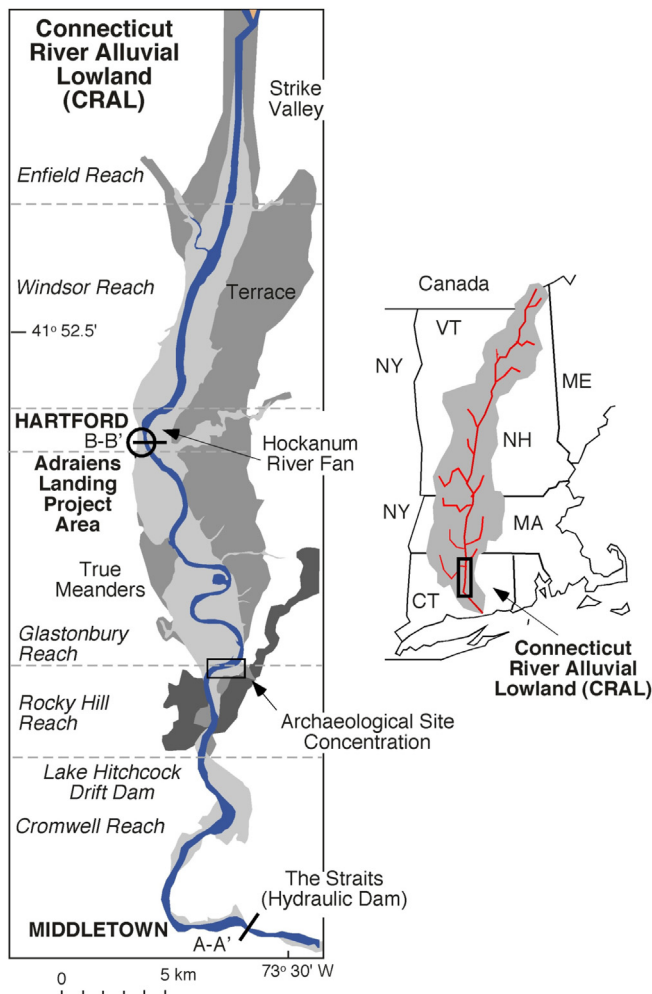 Connecticut
River Alluvial
Lowland
(CRAL)
Strike
Valley
Enfield Reach
Windsor Reach
Terrace
41º 52.5'
HARTFORD
B-B'
Hockanum
River Fan
Adraiens
Landing
Project
Area
True
Meanders
Glastonbury
Reach
Rocky Hill
Reach
Archaeological Site
Concentration
Lake Hitchcock
Drift Dam
Cromwell Reach
The Straits
(Hydraulic Dam)
MIDDLETOWN
A-A'
0
5 km
73º 30' W
Canada
VT
NY
ME
NH
NY
MA
CT
Connecticut
River Alluvial
Lowland (CRAL)